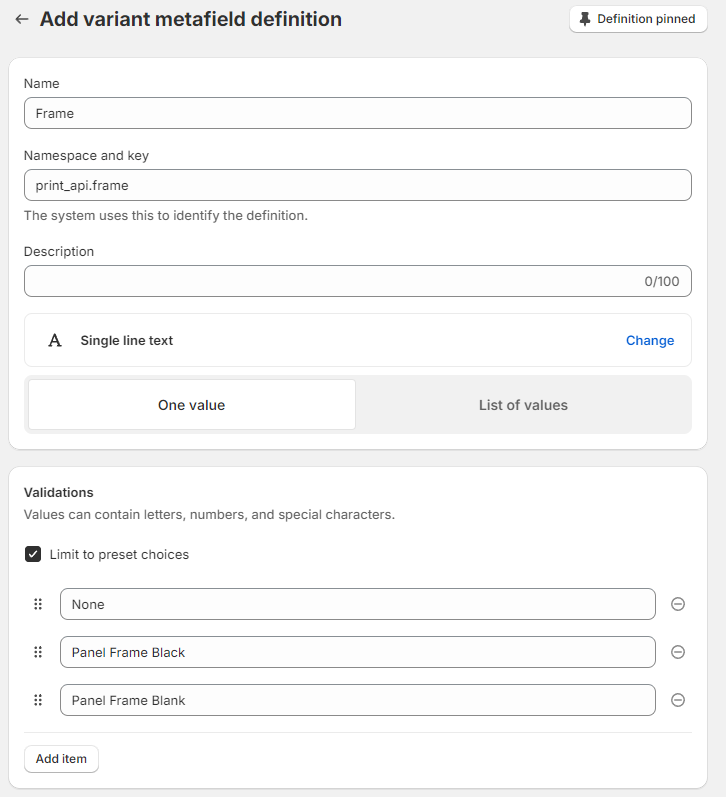 Add variant metafield definition
Definition pinned
Name
Frame
Namespace and key
print_api.frame
The system uses this to identify the definition.
Description
0/100
A Single line text Change
One value List of values
Validations
Values can contain letters, numbers, and special characters.
Limit to preset choices
None
Panel Frame Black
Panel Frame Blank
Add item